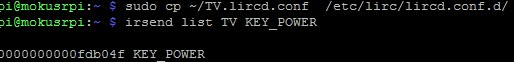 pi@mokusrpi:~ $ sudo cp ~/TV.lircd.conf  /etc/lirc/lircd.conf.d/
pi@mokusrpi:~ $ irsend list TV KEY_POWER
0000000000fdb04f KEY_POWER